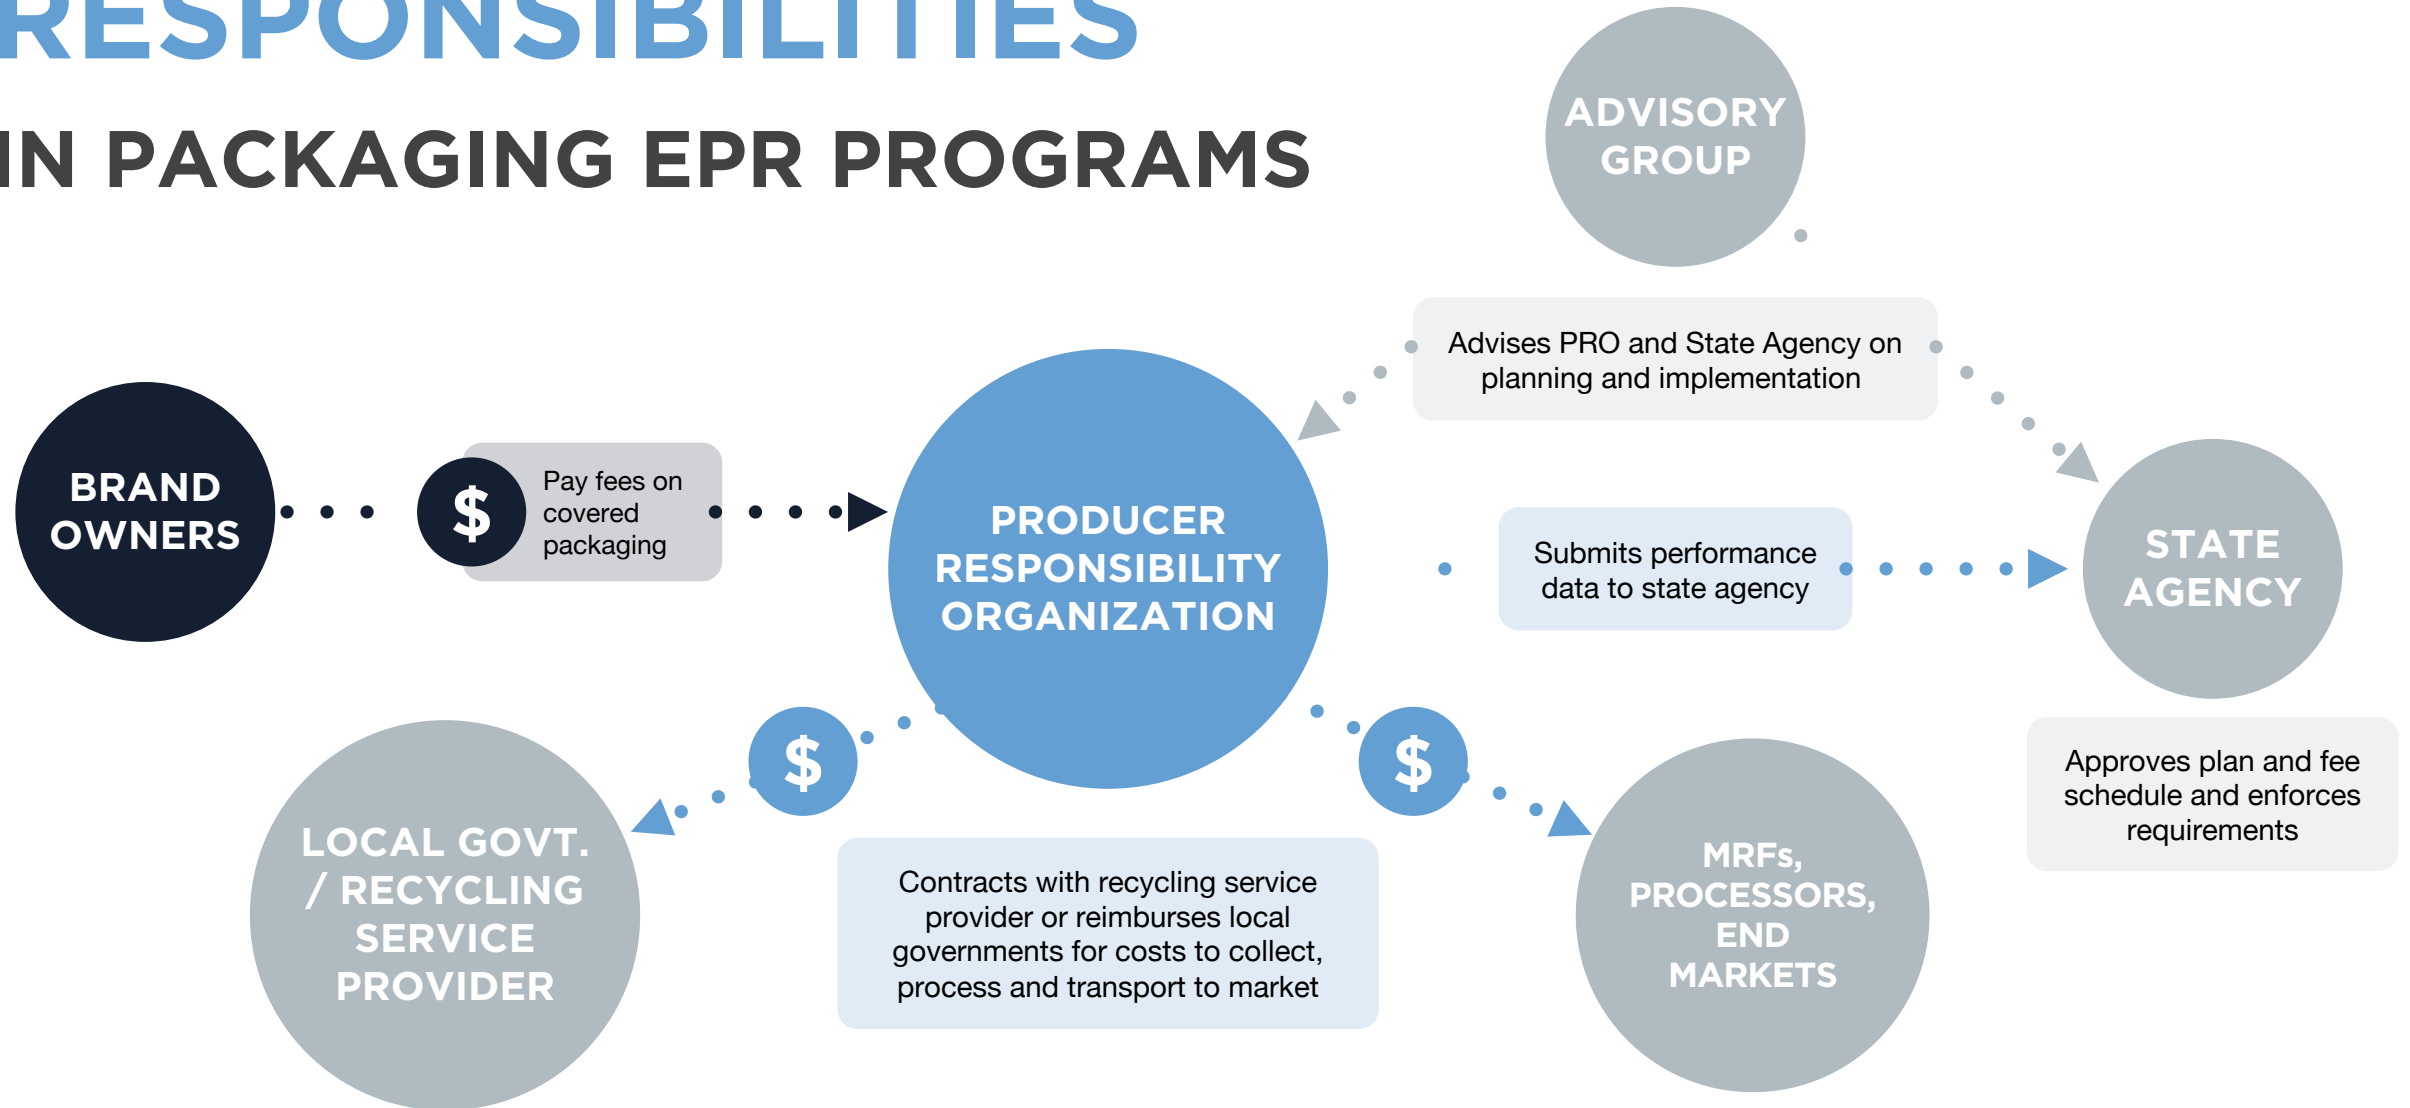 RESPONSIBILITIES
IN PACKAGING EPR PROGRAMS
ADVISORY
GROUP
Advises PRO and State Agency on
planning and implementation
BRAND
OWNERS
$
Pay fees on
covered
packaging
PRODUCER
RESPONSIBILITY
ORGANIZATION
Submits performance
data to state agency
STATE
AGENCY
Approves plan and fee
schedule and enforces
requirements
$
$
LOCAL GOVT.
/ RECYCLING
SERVICE
PROVIDER
Contracts with recycling service
provider or reimburses local
governments for costs to collect,
process and transport to market
MRFs,
PROCESSORS,
END
MARKETS